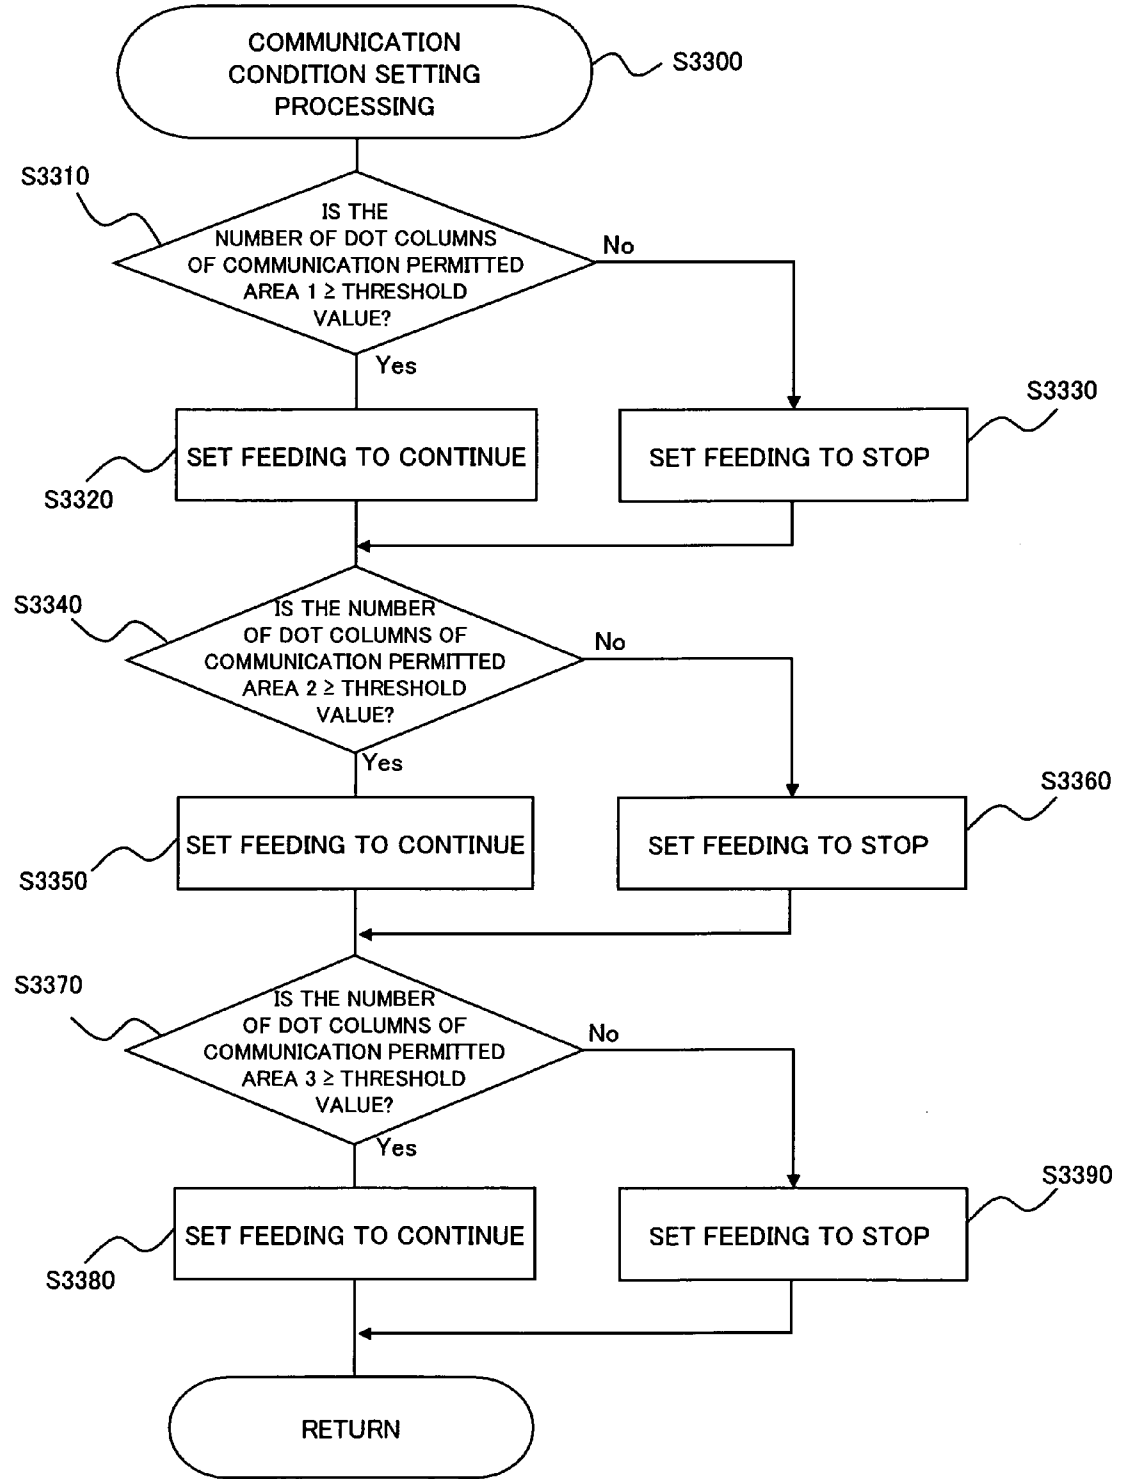 COMMUNICATION
CONDITION SETTING
PROCESSING
S3300
S3310
IS THE
NUMBER OF DOT COLUMNS
OF COMMUNICATION PERMITTED
AREA 1 ≥ THRESHOLD
VALUE?
No
Yes
S3330
SET FEEDING TO CONTINUE
SET FEEDING TO STOP
S3320
S3340
IS THE NUMBER
OF DOT COLUMNS OF
COMMUNICATION PERMITTED
AREA 2 ≥ THRESHOLD
VALUE?
No
Yes
S3360
SET FEEDING TO CONTINUE
SET FEEDING TO STOP
S3350
S3370
IS THE NUMBER
OF DOT COLUMNS OF
COMMUNICATION PERMITTED
AREA 3 ≥ THRESHOLD
VALUE?
No
Yes
S3390
SET FEEDING TO CONTINUE
SET FEEDING TO STOP
S3380
RETURN